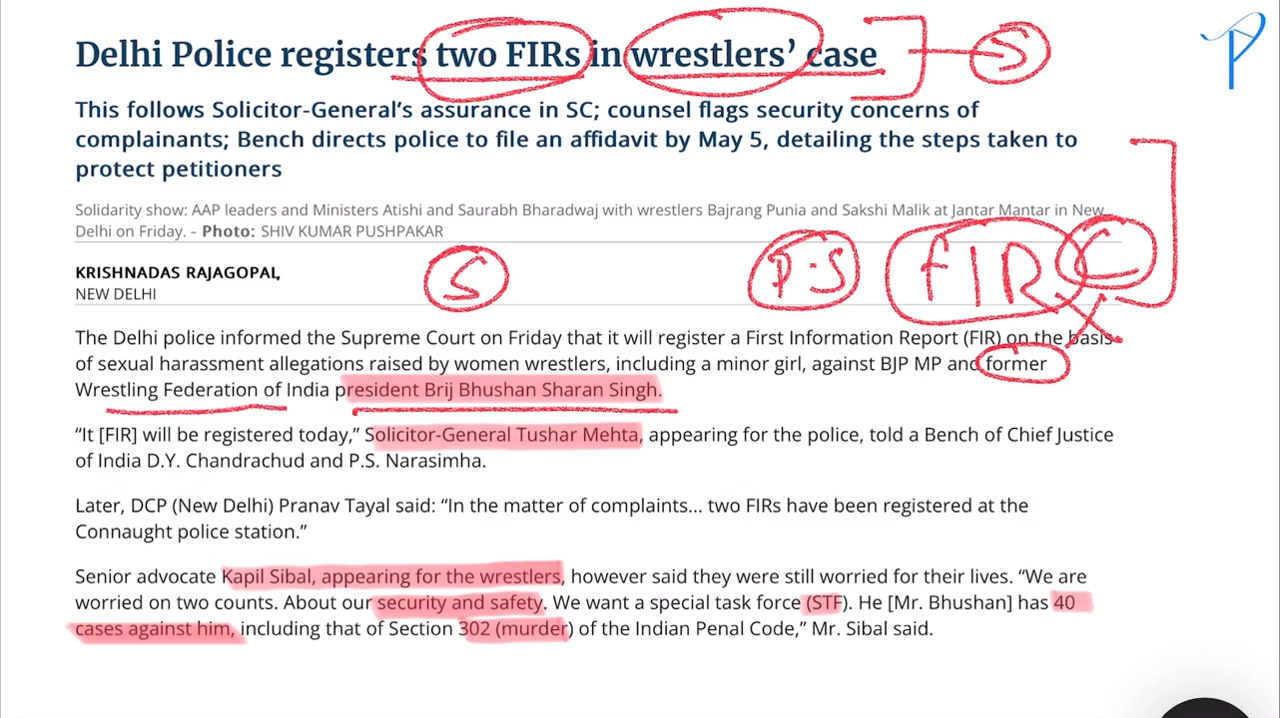 Delhi Police registers two FIRs in wrestlers’ case
S
This follows Solicitor-General’s assurance in SC; counsel flags security concerns of
complainants; Bench directs police to file an affidavit by May 5, detailing the steps taken to
protect petitioners
Solidarity show: AAP leaders and Ministers Atishi and Saurabh Bharadwaj with wrestlers Bajrang Punia and Sakshi Malik at Jantar Mantar in New
Delhi on Friday. – Photo: SHIV KUMAR PUSHPAKAR
KRISHNADAS RAJAGOPAL,
NEW DELHI
S
P.S
FIR
C
The Delhi police informed the Supreme Court on Friday that it will register a First Information Report (FIR) on the basis
of sexual harassment allegations raised by women wrestlers, including a minor girl, against BJP MP and former
Wrestling Federation of India president Brij Bhushan Sharan Singh.
“It [FIR] will be registered today,” Solicitor-General Tushar Mehta, appearing for the police, told a Bench of Chief Justice
of India D.Y. Chandrachud and P.S. Narasimha.
Later, DCP (New Delhi) Pranav Tayal said: “In the matter of complaints... two FIRs have been registered at the
Connaught police station.”
Senior advocate Kapil Sibal, appearing for the wrestlers, however said they were still worried for their lives. “We are
worried on two counts. About our security and safety. We want a special task force (STF). He [Mr. Bhushan] has 40
cases against him, including that of Section 302 (murder) of the Indian Penal Code,” Mr. Sibal said.